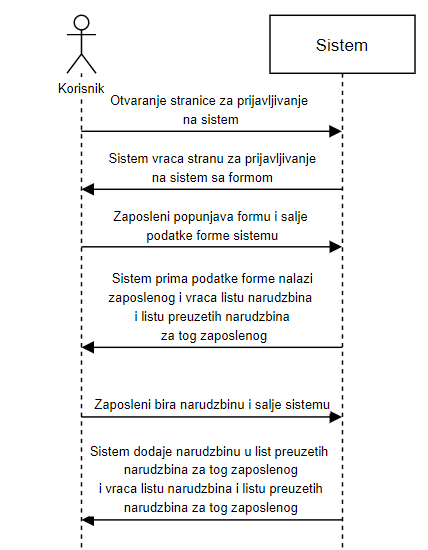 Sistem
Korisnik
Otvaranje stranice za prijavljivanje
na sistem
Sistem vraca stranu za prijavljivanje
na sistem sa formom
Zaposleni popunjava formu i salje
podatke forme sistemu
Sistem prima podatke forme nalazi
zaposlenog i vraca listu narudzbina
i listu preuzetih narudzbina
za tog zaposlenog
Zaposleni bira narudzbinu i salje sistemu
Sistem dodaje narudzbinu u list preuzetih
narudzbina za tog zaposlenog
i vraca listu narudzbina i listu preuzetih
narudzbina za tog zaposlenog